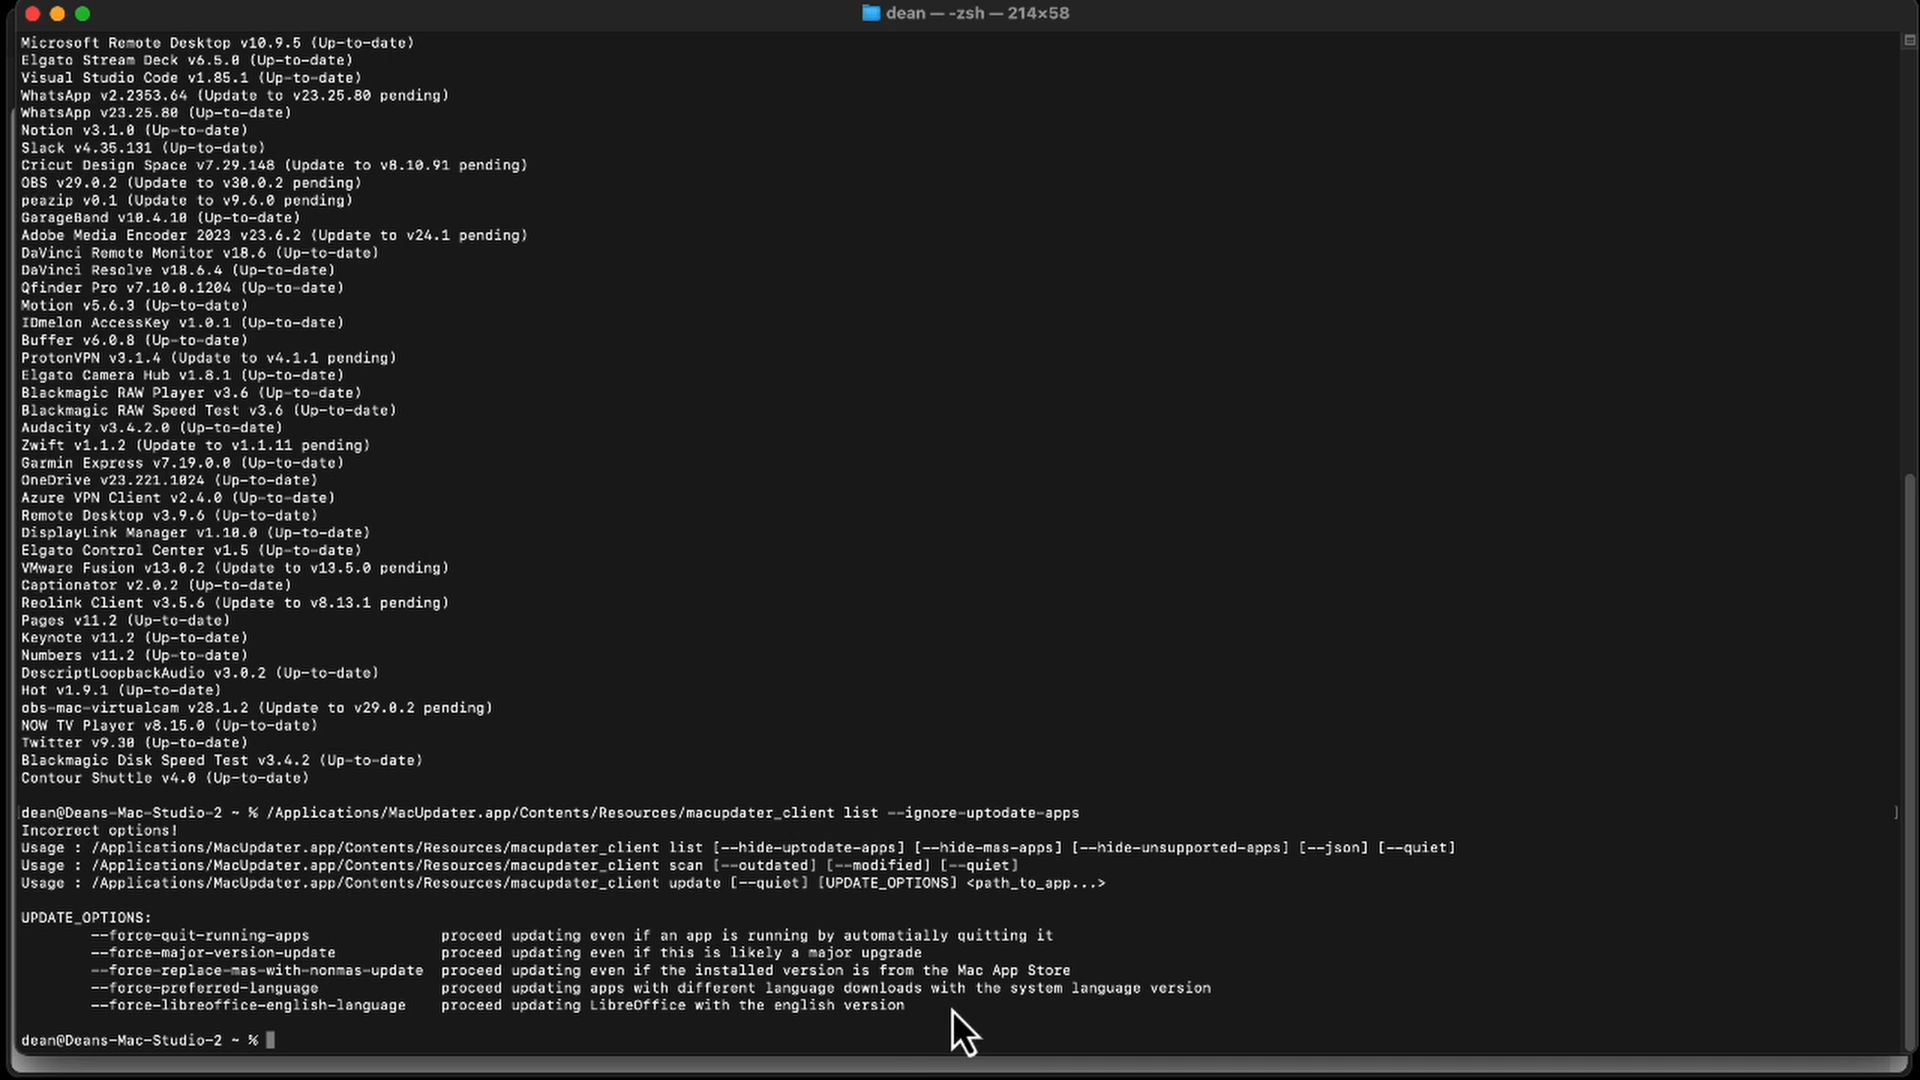 dean — -zsh — 214×58
Microsoft Remote Desktop v10.9.5 (Up-to-date)
Elgato Stream Deck v6.5.0 (Up-to-date)
Visual Studio Code v1.85.1 (Up-to-date)
WhatsApp v2.2353.64 (Update to v23.25.80 pending)
WhatsApp v23.25.80 (Up-to-date)
Notion v3.1.0 (Up-to-date)
Slack v4.35.131 (Up-to-date)
Cricut Design Space v7.29.148 (Update to v8.10.91 pending)
OBS v29.0.2 (Update to v30.0.2 pending)
peazip v0.1 (Update to v9.6.0 pending)
GarageBand v10.4.10 (Up-to-date)
Adobe Media Encoder 2023 v23.6.2 (Update to v24.1 pending)
DaVinci Remote Monitor v18.6 (Up-to-date)
DaVinci Resolve v18.6.4 (Up-to-date)
Qfinder Pro v7.10.0.1204 (Up-to-date)
Motion v5.6.3 (Up-to-date)
IDmelon AccessKey v1.0.1 (Up-to-date)
Buffer v6.0.8 (Up-to-date)
ProtonVPN v3.1.4 (Update to v4.1.1 pending)
Elgato Camera Hub v1.8.1 (Up-to-date)
Blackmagic RAW Player v3.6 (Up-to-date)
Blackmagic RAW Speed Test v3.6 (Up-to-date)
Audacity v3.4.2.0 (Up-to-date)
Zwift v1.1.2 (Update to v1.1.11 pending)
Garmin Express v7.19.0.0 (Up-to-date)
OneDrive v23.221.1024 (Up-to-date)
Azure VPN Client v2.4.0 (Up-to-date)
Remote Desktop v3.9.6 (Up-to-date)
DisplayLink Manager v1.10.0 (Up-to-date)
Elgato Control Center v1.5 (Up-to-date)
VMware Fusion v13.0.2 (Update to v13.5.0 pending)
Captionator v2.0.2 (Up-to-date)
Reolink Client v3.5.6 (Update to v8.13.1 pending)
Pages v11.2 (Up-to-date)
Keynote v11.2 (Up-to-date)
Numbers v11.2 (Up-to-date)
DescriptLoopbackAudio v3.0.2 (Up-to-date)
Hot v1.9.1 (Up-to-date)
obs-mac-virtualcam v28.1.2 (Update to v29.0.2 pending)
NOW TV Player v8.15.0 (Up-to-date)
Twitter v9.30 (Up-to-date)
Blackmagic Disk Speed Test v3.4.2 (Up-to-date)
Contour Shuttle v4.0 (Up-to-date)
[dean@Deans-Mac-Studio-2 ~ % /Applications/MacUpdater.app/Contents/Resources/macupdater_client list --ignore-uptodate-apps ]
Incorrect options!
Usage : /Applications/MacUpdater.app/Contents/Resources/macupdater_client list [--hide-uptodate-apps] [--hide-mas-apps] [--hide-unsupported-apps] [--json] [--quiet]
Usage : /Applications/MacUpdater.app/Contents/Resources/macupdater_client scan [--outdated] [--modified] [--quiet]
Usage : /Applications/MacUpdater.app/Contents/Resources/macupdater_client update [--quiet] [UPDATE_OPTIONS] <path_to_app...>
UPDATE_OPTIONS:
--force-quit-running-apps proceed updating even if an app is running by automatially quitting it
--force-major-version-update proceed updating even if this is likely a major upgrade
--force-replace-mas-with-nonmas-update proceed updating even if the installed version is from the Mac App Store
--force-preferred-language proceed updating apps with different language downloads with the system language version
--force-libreoffice-english-language proceed updating LibreOffice with the english version
dean@Deans-Mac-Studio-2 ~ %